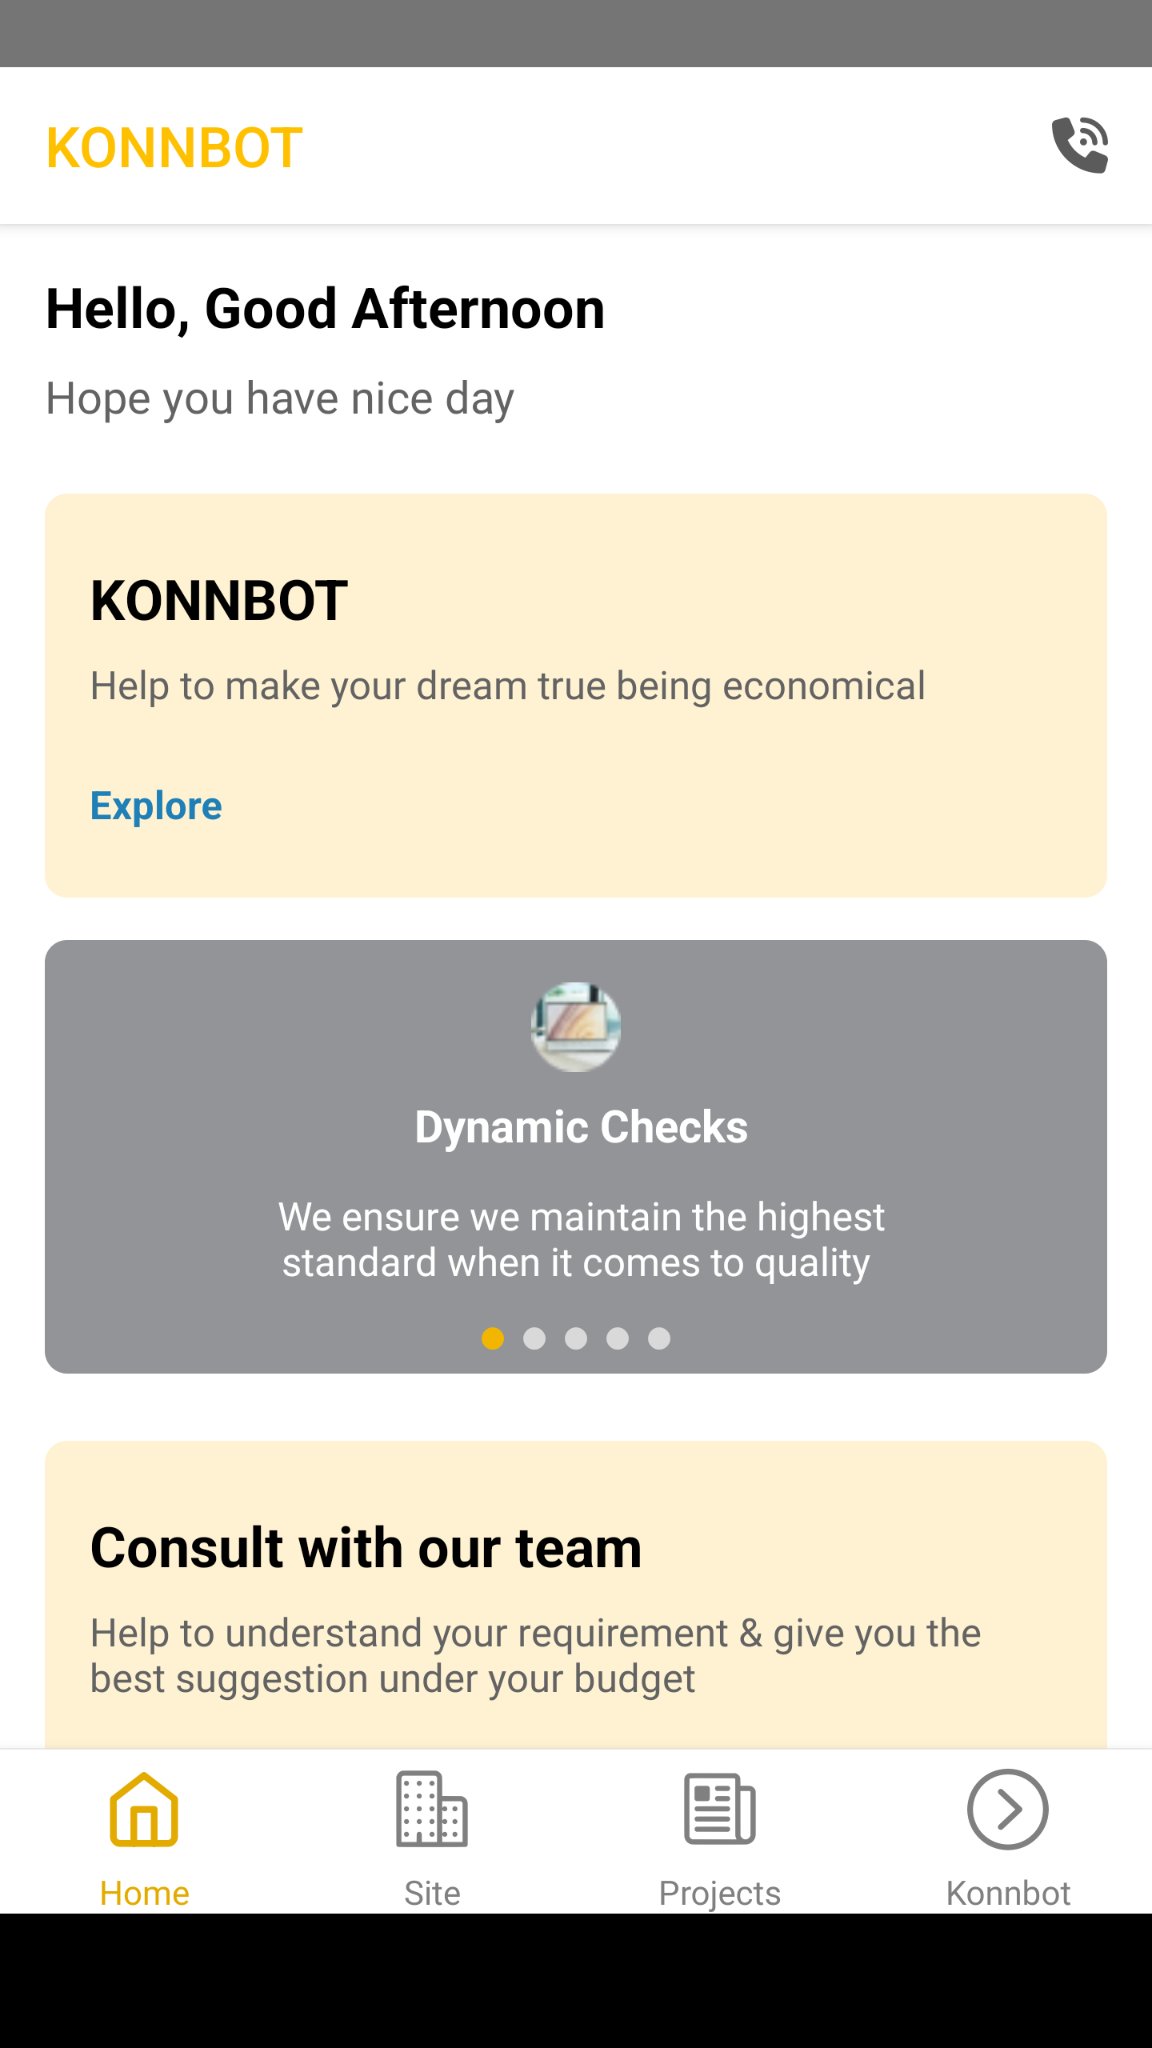 KONNBOT
Hello, Good Afternoon
Hope you have nice day
KONNBOT
Help to make your dream true being economical
Explore
Dynamic Checks
We ensure we maintain the highest
standard when it comes to quality
Consult with our team
Help to understand your requirement & give you the
best suggestion under your budget
Home
Site
Projects
Konnbot